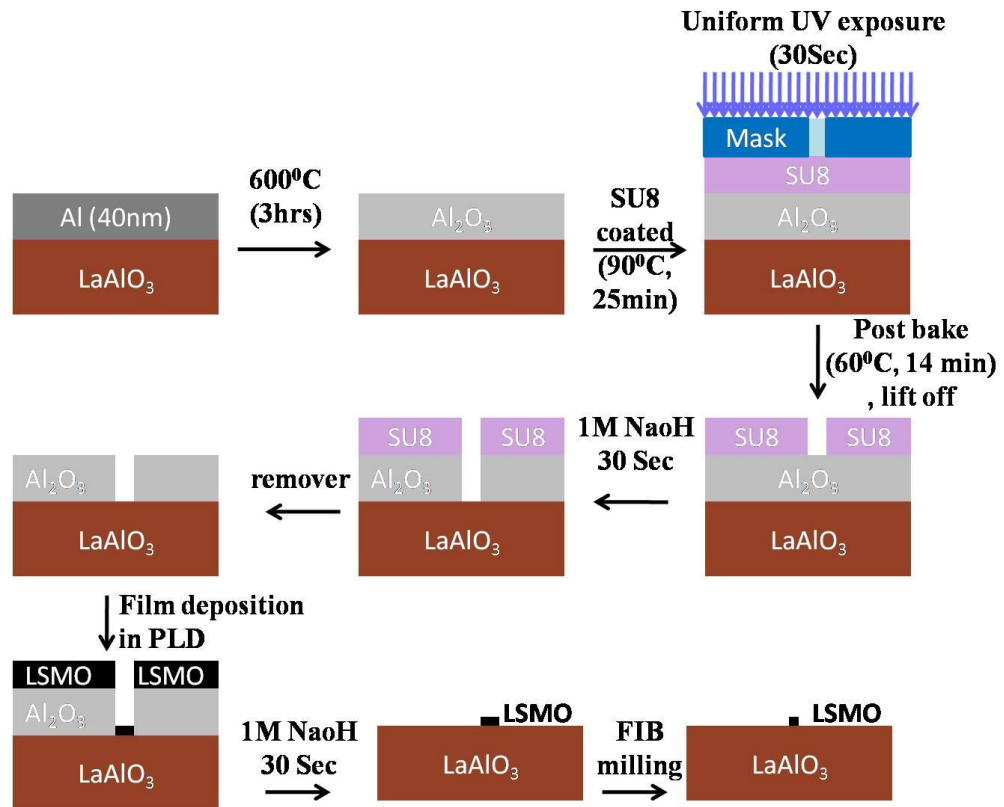 Uniform UV exposure
(30Sec)
Mask
SU8
Al₂O₃
LaAlO₃
Al (40nm)
LaAlO₃
600⁰C
(3hrs)
Al₂O₃
LaAlO₃
SU8
coated
(90⁰C,
25min)
Post bake
(60⁰C, 14 min)
, lift off
SU8 SU8
Al₂O₃
LaAlO₃
1M NaoH
30 Sec
SU8 SU8
Al₂O₃
LaAlO₃
remover
Al₂O₃
LaAlO₃
Film deposition
in PLD
LSMO LSMO
Al₂O₃
LaAlO₃
1M NaoH
30 Sec
LSMO
LaAlO₃
FIB
milling
LSMO
LaAlO₃